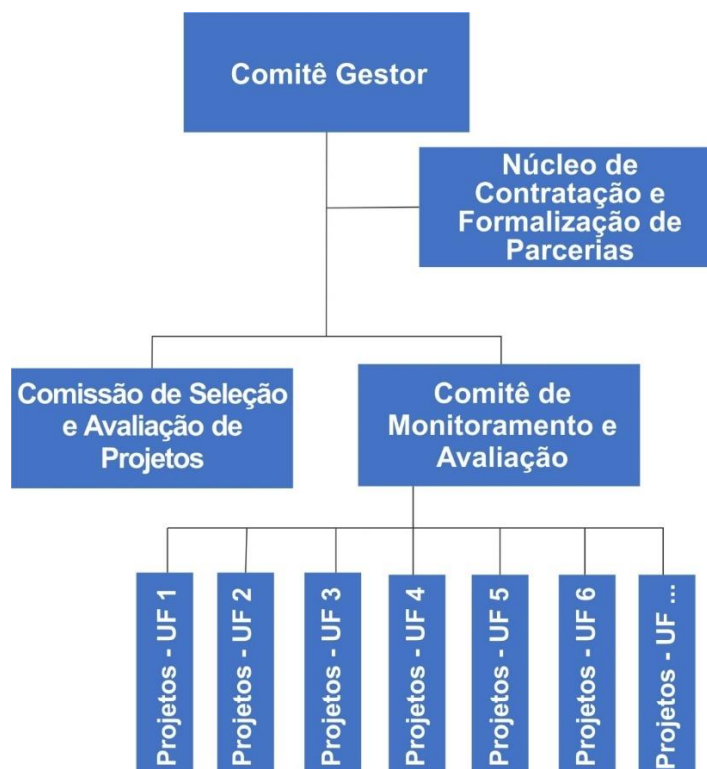 Comitê Gestor
Núcleo de
Contratação e
Formalização de
Parcerias
Comissão de Seleção
e Avaliação de
Projetos
Comitê de
Monitoramento e
Avaliação
Projetos - UF 1
Projetos - UF 2
Projetos - UF 3
Projetos - UF 4
Projetos - UF 5
Projetos - UF 6
Projetos - UF ...